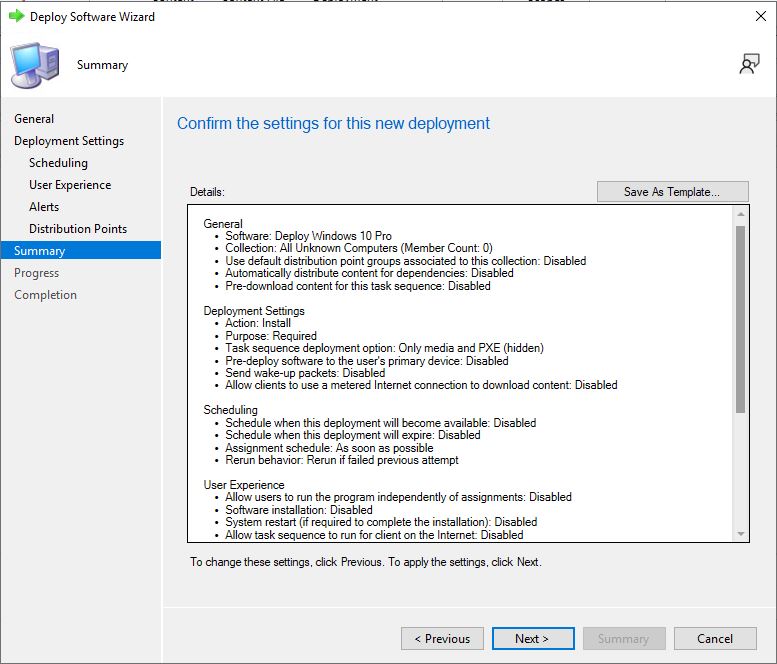 Deploy Software Wizard
Summary
General
Deployment Settings
Scheduling
User Experience
Alerts
Distribution Points
Summary
Progress
Completion
Confirm the settings for this new deployment
Details:
Save As Template...
General
• Software: Deploy Windows 10 Pro
• Collection: All Unknown Computers (Member Count: 0)
• Use default distribution point groups associated to this collection: Disabled
• Automatically distribute content for dependencies: Disabled
• Pre-download content for this task sequence: Disabled
Deployment Settings
• Action: Install
• Purpose: Required
• Task sequence deployment option: Only media and PXE (hidden)
• Pre-deploy software to the user's primary device: Disabled
• Send wake-up packets: Disabled
• Allow clients to use a metered Internet connection to download content: Disabled
Scheduling
• Schedule when this deployment will become available: Disabled
• Schedule when this deployment will expire: Disabled
• Assignment schedule: As soon as possible
• Rerun behavior: Rerun if failed previous attempt
User Experience
• Allow users to run the program independently of assignments: Disabled
• Software installation: Disabled
• System restart (if required to complete the installation): Disabled
• Allow task sequence to run for client on the Internet: Disabled
To change these settings, click Previous. To apply the settings, click Next.
< Previous
Next >
Summary
Cancel